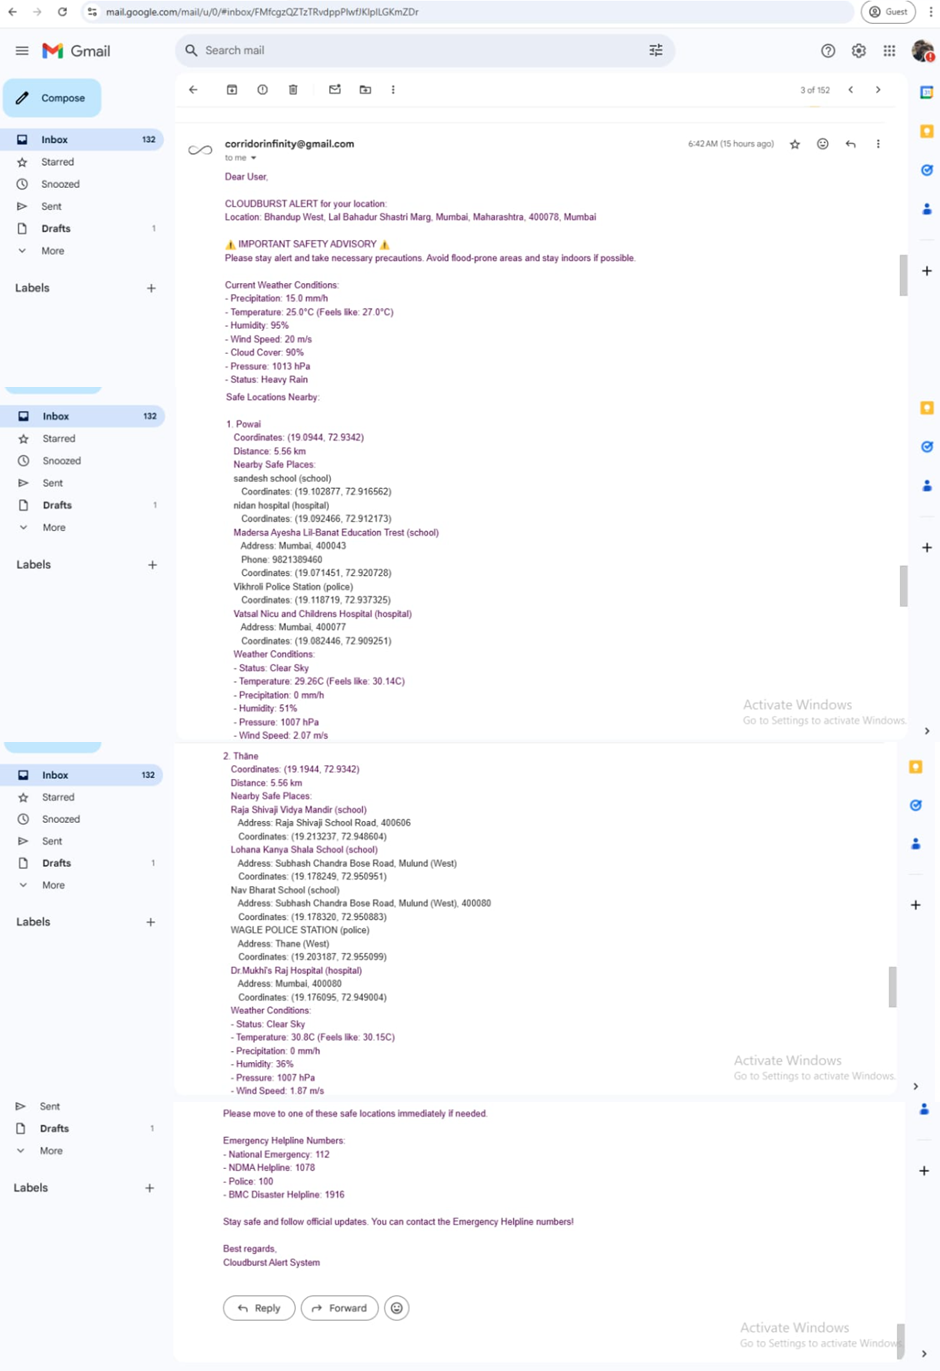 mail.google.com/mail/u/0/#inbox/FMfcgzQZTzTRvdppPlwfJKlplLGKmZDr
Guest
Gmail
Search mail
Compose
3 of 152
Inbox 132
Starred
Snoozed
Sent
Drafts 1
More
Labels
corridorinfinity@gmail.com
6:42 AM (15 hours ago)
to me
Dear User,
CLOUDBURST ALERT for your location:
Location: Bhandup West, Lal Bahadur Shastri Marg, Mumbai, Maharashtra, 400078, Mumbai
⚠ IMPORTANT SAFETY ADVISORY ⚠
Please stay alert and take necessary precautions. Avoid flood-prone areas and stay indoors if possible.
Current Weather Conditions:
- Precipitation: 15.0 mm/h
- Temperature: 25.0°C (Feels like: 27.0°C)
- Humidity: 95%
- Wind Speed: 20 m/s
- Cloud Cover: 90%
- Pressure: 1013 hPa
- Status: Heavy Rain
Inbox 132
Starred
Snoozed
Sent
Drafts 1
More
Labels
Safe Locations Nearby:
1. Powai
Coordinates: (19.0944, 72.9342)
Distance: 5.56 km
Nearby Safe Places:
sandesh school (school)
Coordinates: (19.102877, 72.916562)
nidan hospital (hospital)
Coordinates: (19.092466, 72.912173)
Madersa Ayesha Lil-Banat Education Trest (school)
Address: Mumbai, 400043
Phone: 9821389460
Coordinates: (19.071451, 72.920728)
Vikhroli Police Station (police)
Coordinates: (19.118719, 72.937325)
Vatsal Nicu and Childrens Hospital (hospital)
Address: Mumbai, 400077
Coordinates: (19.082446, 72.909251)
Weather Conditions:
- Status: Clear Sky
- Temperature: 29.26C (Feels like: 30.14C)
- Precipitation: 0 mm/h
- Humidity: 51%
- Pressure: 1007 hPa
- Wind Speed: 2.07 m/s
Activate Windows
Go to Settings to activate Windows.
Inbox 132
Starred
Snoozed
Sent
Drafts 1
More
Labels
2. Thāne
Coordinates: (19.1944, 72.9342)
Distance: 5.56 km
Nearby Safe Places:
Raja Shivaji Vidya Mandir (school)
Address: Raja Shivaji School Road, 400606
Coordinates: (19.213237, 72.948604)
Lohana Kanya Shala School (school)
Address: Subhash Chandra Bose Road, Mulund (West)
Coordinates: (19.178249, 72.950951)
Nav Bharat School (school)
Address: Subhash Chandra Bose Road, Mulund (West), 400080
Coordinates: (19.178320, 72.950883)
WAGLE POLICE STATION (police)
Address: Thane (West)
Coordinates: (19.203187, 72.955099)
Dr.Mukhi's Raj Hospital (hospital)
Address: Mumbai, 400080
Coordinates: (19.176095, 72.949004)
Weather Conditions:
- Status: Clear Sky
- Temperature: 30.8C (Feels like: 30.15C)
- Precipitation: 0 mm/h
- Humidity: 36%
- Pressure: 1007 hPa
- Wind Speed: 1.87 m/s
Activate Windows
Go to Settings to activate Windows.
Sent
Drafts 1
More
Labels
Please move to one of these safe locations immediately if needed.
Emergency Helpline Numbers:
- National Emergency: 112
- NDMA Helpline: 1078
- Police: 100
- BMC Disaster Helpline: 1916
Stay safe and follow official updates. You can contact the Emergency Helpline numbers!
Best regards,
Cloudburst Alert System
Reply
Forward
Activate Windows
Go to Settings to activate Windows.